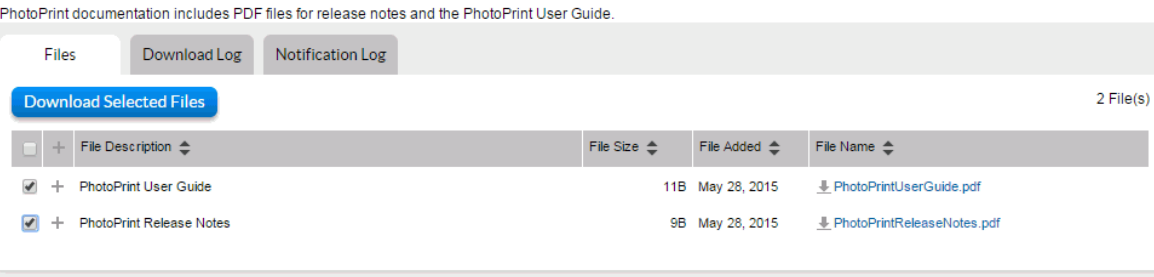 PhotoPrint documentation includes PDF files for release notes and the PhotoPrint User Guide.
Files Download Log Notification Log
Download Selected Files 2 File(s)
File Description File Size File Added File Name
PhotoPrint User Guide 11B May 28, 2015 PhotoPrintUserGuide.pdf
PhotoPrint Release Notes 9B May 28, 2015 PhotoPrintReleaseNotes.pdf